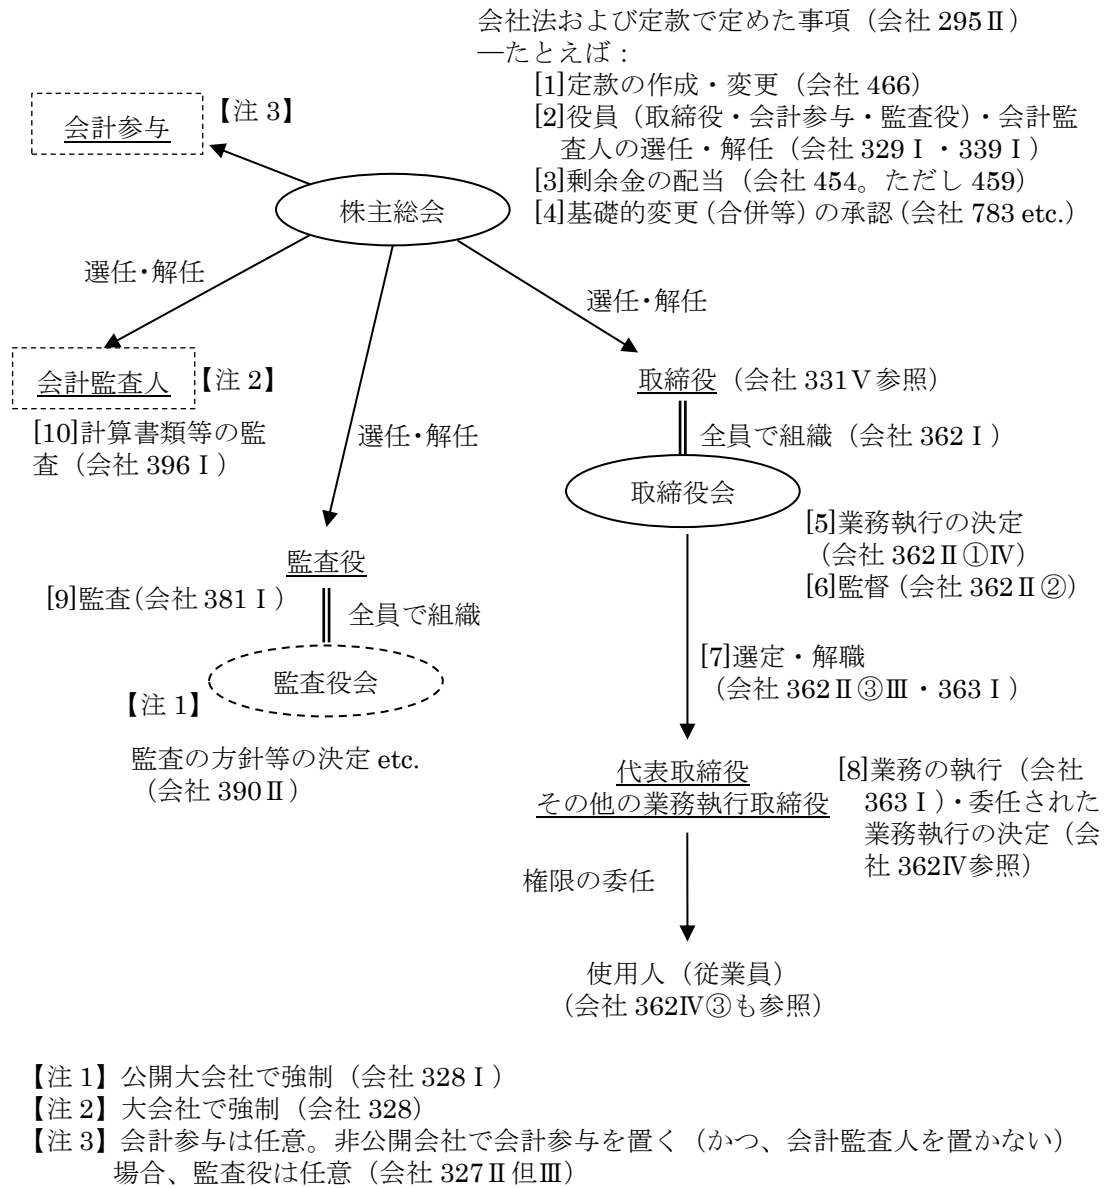 会社法および定款で定めた事項（会社 295Ⅱ）
―たとえば：
[1]定款の作成・変更（会社 466）
[2]役員（取締役・会計参与・監査役）・会計監
査人の選任・解任（会社 329Ⅰ・339Ⅰ）
[3]剰余金の配当（会社 454。ただし 459）
[4]基礎的変更（合併等）の承認（会社 783 etc.）
会計参与
【注 3】
株主総会
選任・解任
選任・解任
会計監査人
【注 2】
[10]計算書類等の監
査（会社 396Ⅰ）
選任・解任
取締役（会社 331Ⅴ参照）
全員で組織（会社 362Ⅰ）
取締役会
[5]業務執行の決定
（会社 362Ⅱ①Ⅳ）
[6]監督（会社 362Ⅱ②）
監査役
[9]監査（会社 381Ⅰ）
全員で組織
監査役会
【注 1】
監査の方針等の決定 etc.
（会社 390Ⅱ）
[7]選定・解職
（会社 362Ⅱ③Ⅲ・363Ⅰ）
代表取締役
その他の業務執行取締役
[8]業務の執行（会社
363Ⅰ）・委任された
業務執行の決定（会
社 362Ⅳ参照）
権限の委任
使用人（従業員）
（会社 362Ⅳ③も参照）
【注 1】公開大会社で強制（会社 328Ⅰ）
【注 2】大会社で強制（会社 328）
【注 3】会計参与は任意。非公開会社で会計参与を置く（かつ、会計監査人を置かない）
場合、監査役は任意（会社 327Ⅱ但Ⅲ）